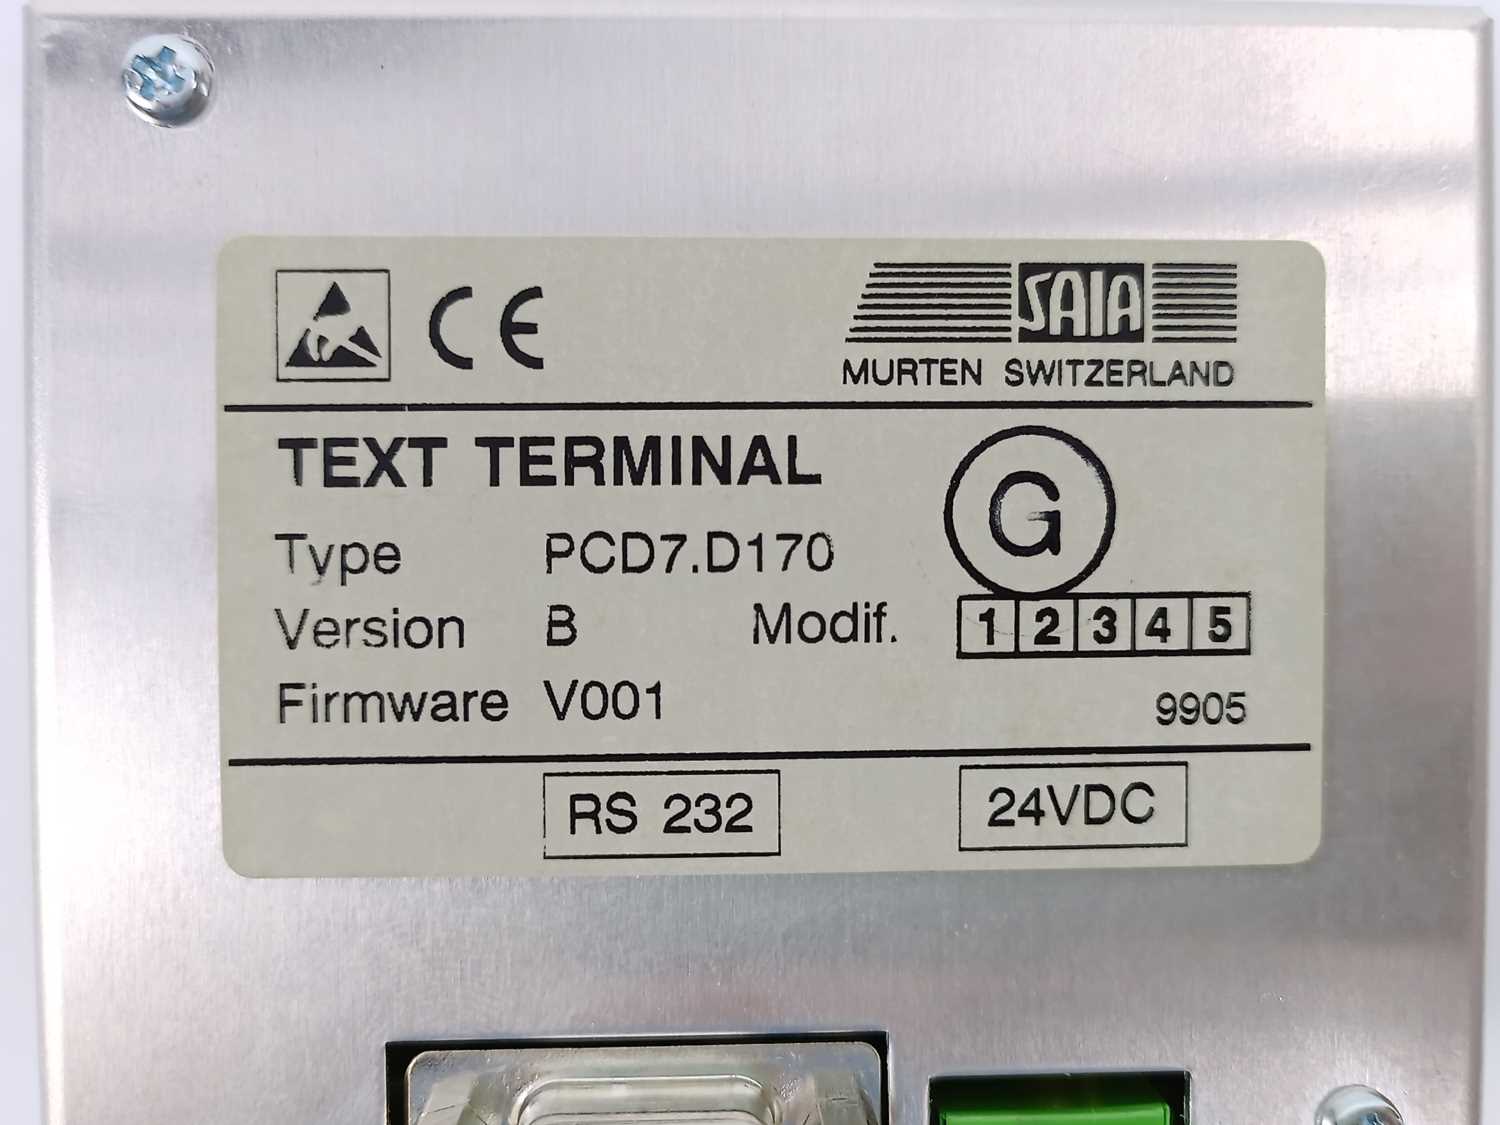 CE
SAIA
MURTEN SWITZERLAND
TEXT TERMINAL
G
Type PCD7.D170
Version B Modif. 1 2 3 4 5
Firmware V001 9905
RS 232 24VDC